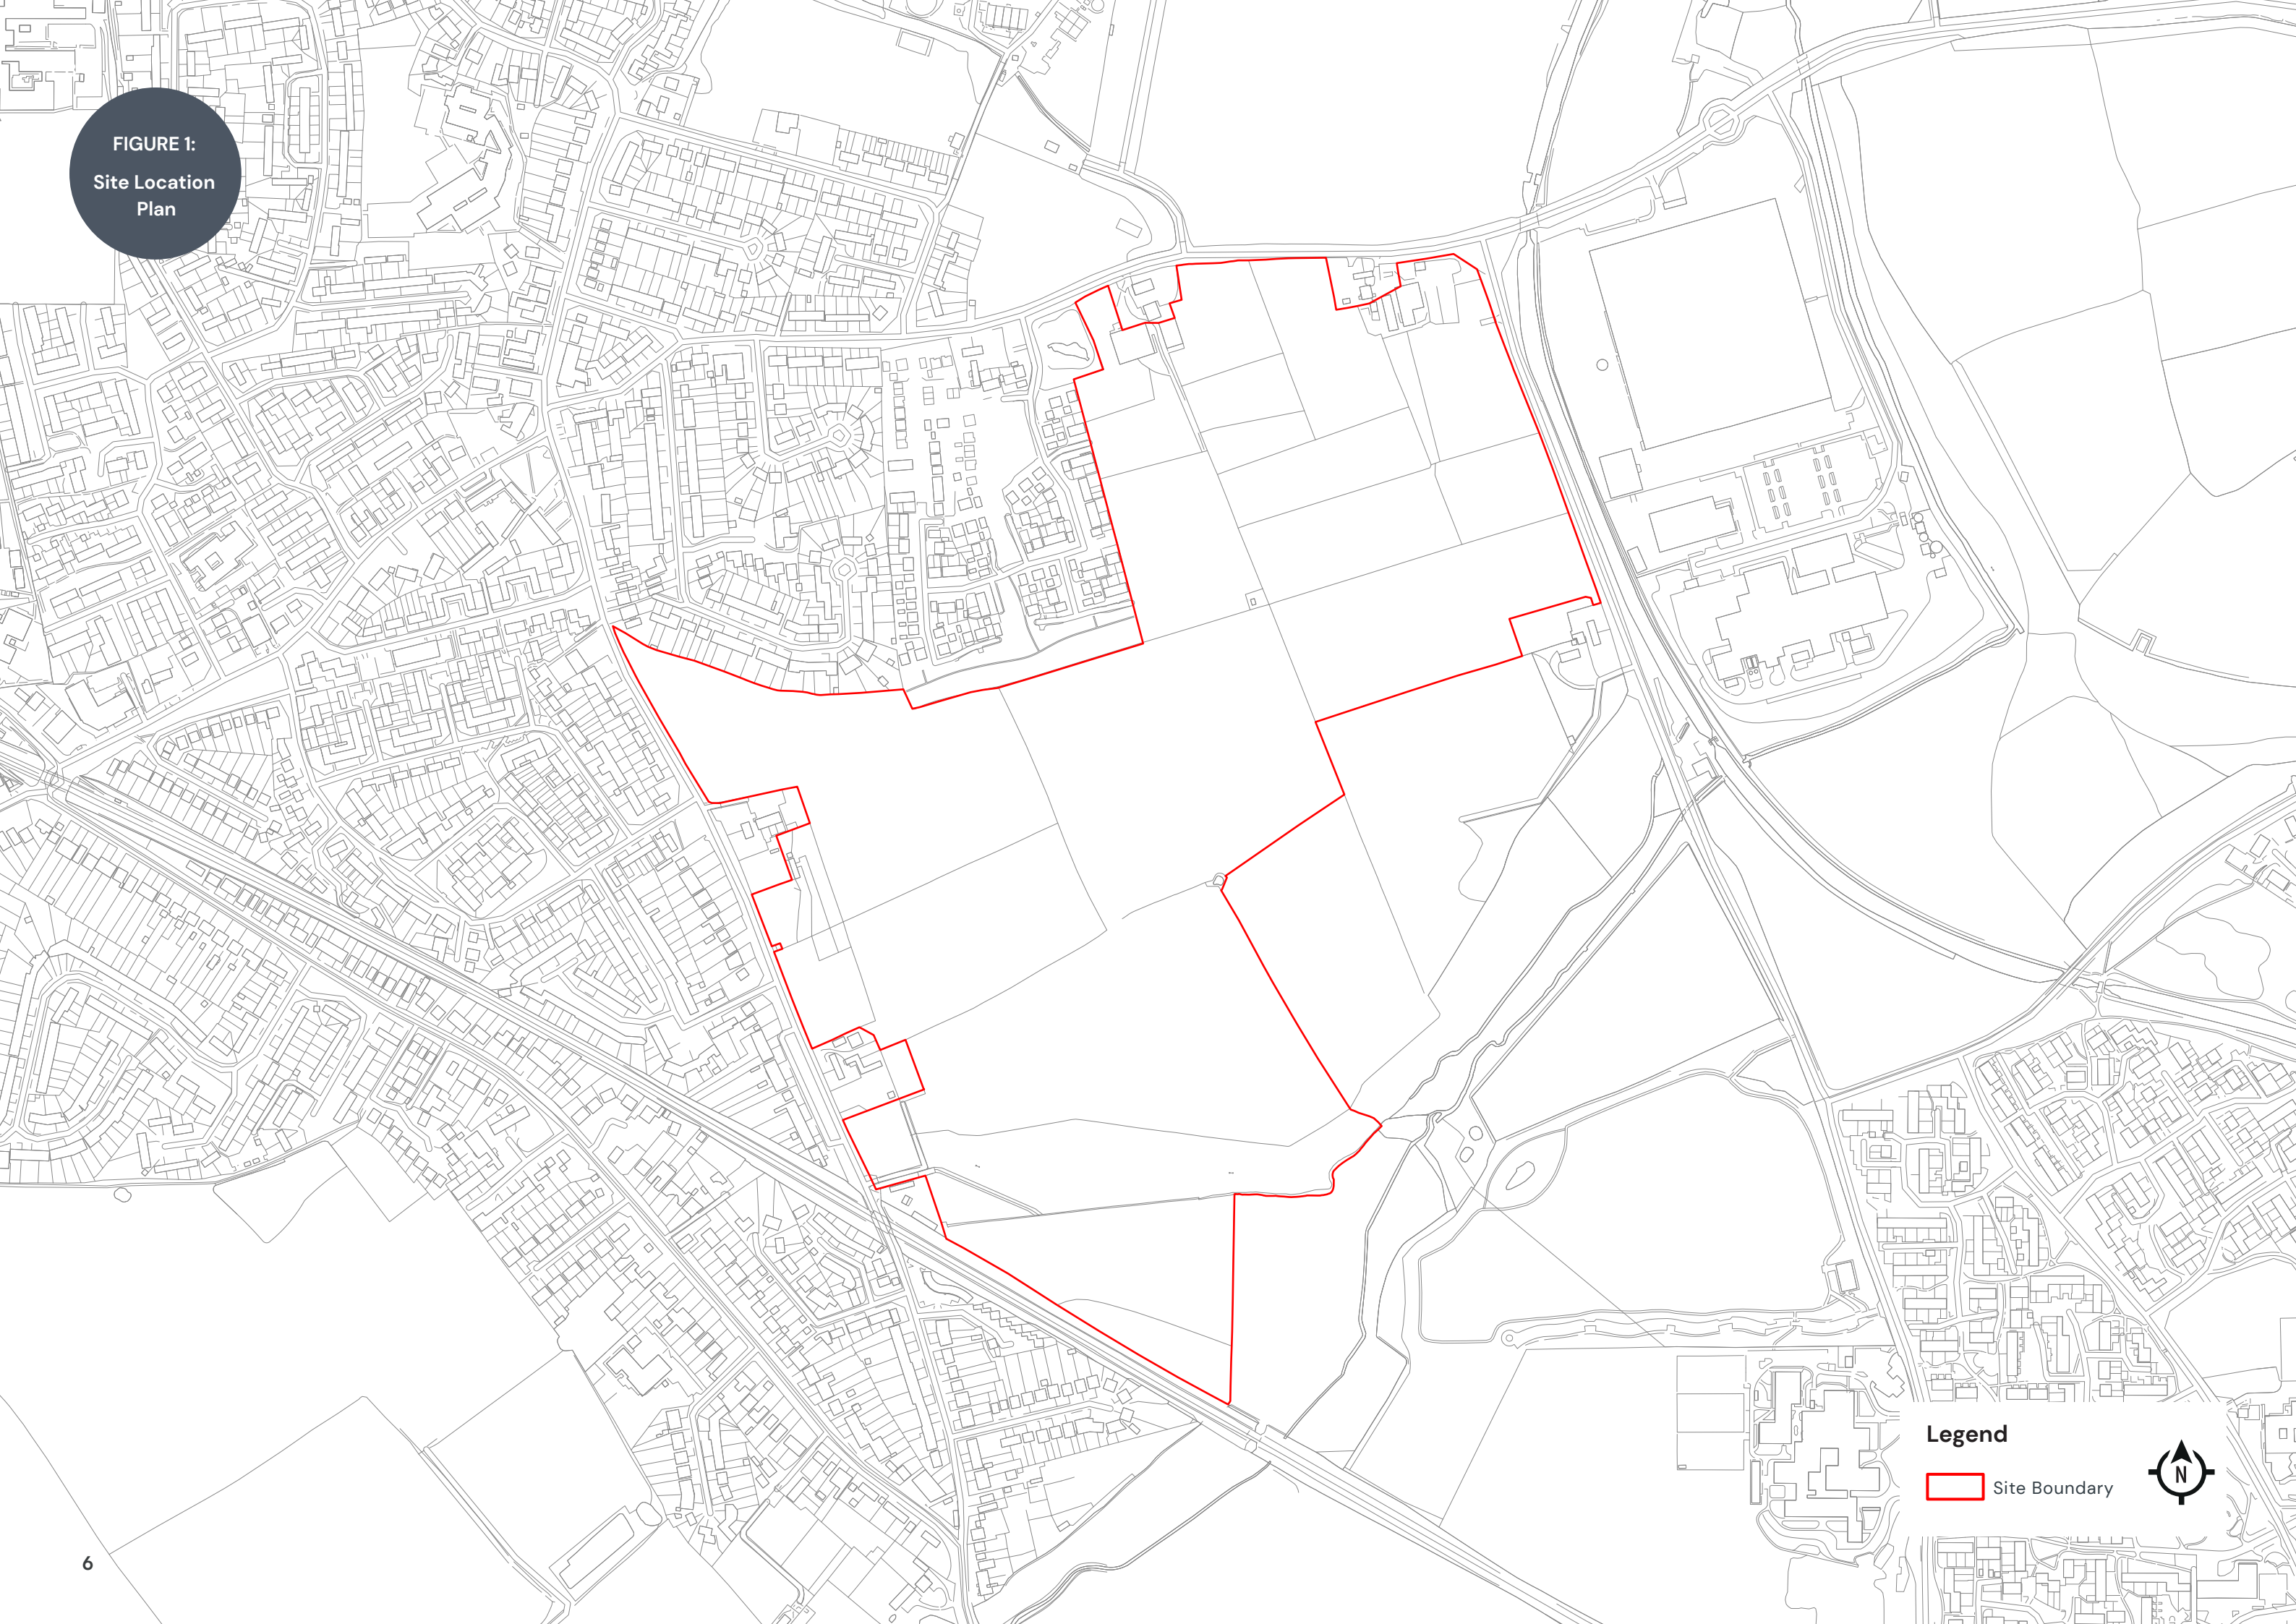 FIGURE 1:
Site Location
Plan
Legend
Site Boundary
N
6